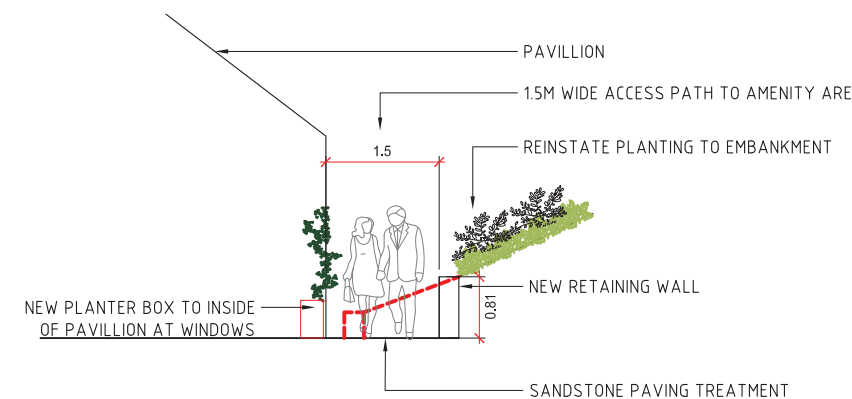 PAVILLION
1.5M WIDE ACCESS PATH TO AMENITY ARE
1.5
REINSTATE PLANTING TO EMBANKMENT
NEW RETAINING WALL
0.81
NEW PLANTER BOX TO INSIDE
OF PAVILLION AT WINDOWS
SANDSTONE PAVING TREATMENT